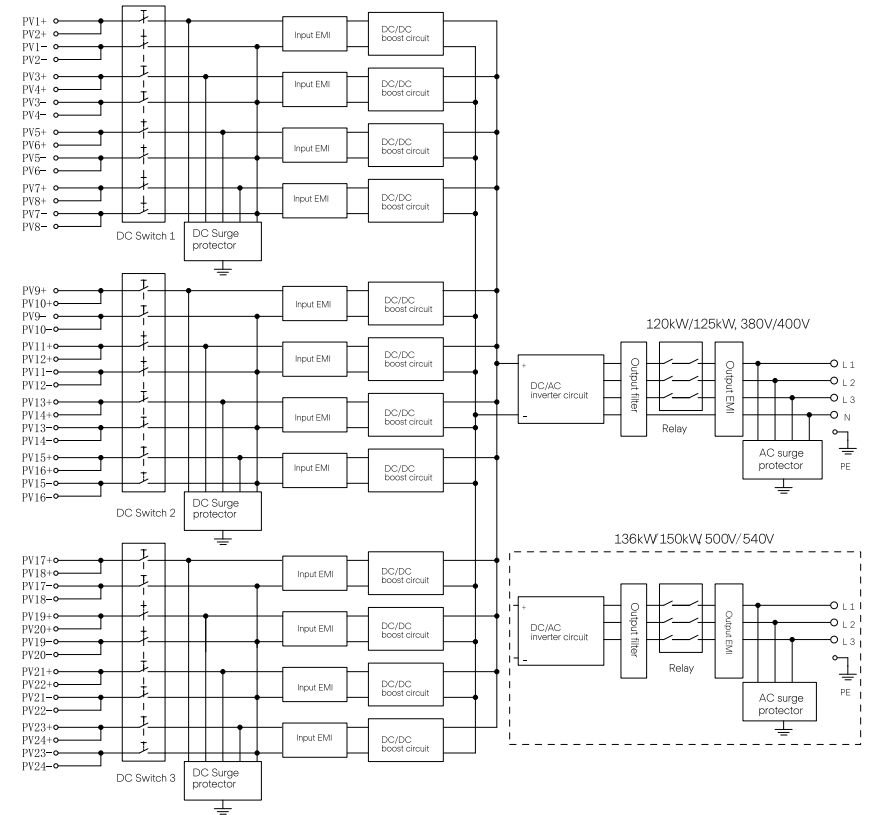 PV1+
PV2+
PV1-
PV2-
PV3+
PV4+
PV3-
PV4-
PV5+
PV6+
PV5-
PV6-
PV7+
PV8+
PV7-
PV8-
Input EMI
DC/DC
boost circuit
Input EMI
DC/DC
boost circuit
Input EMI
DC/DC
boost circuit
Input EMI
DC/DC
boost circuit
DC Switch 1
DC Surge
protector
PV9+
PV10+
PV9-
PV10-
PV11+
PV12+
PV11-
PV12-
PV13+
PV14+
PV13-
PV14-
PV15+
PV16+
PV15-
PV16-
Input EMI
DC/DC
boost circuit
Input EMI
DC/DC
boost circuit
Input EMI
DC/DC
boost circuit
Input EMI
DC/DC
boost circuit
DC Switch 2
DC Surge
protector
PV17+
PV18+
PV17-
PV18-
PV19+
PV20+
PV19-
PV20-
PV21+
PV22+
PV21-
PV22-
PV23+
PV24+
PV23-
PV24-
Input EMI
DC/DC
boost circuit
Input EMI
DC/DC
boost circuit
Input EMI
DC/DC
boost circuit
Input EMI
DC/DC
boost circuit
DC Switch 3
DC Surge
protector
120kW/125kW, 380V/400V
+
DC/AC
inverter circuit
-
Output filter
Relay
Output EMI
L 1
L 2
L 3
N
PE
AC surge
protector
136kW 150kW, 500V/ 540V
+
DC/AC
inverter circuit
-
Output filter
Relay
Output EMI
L 1
L 2
L 3
PE
AC surge
protector